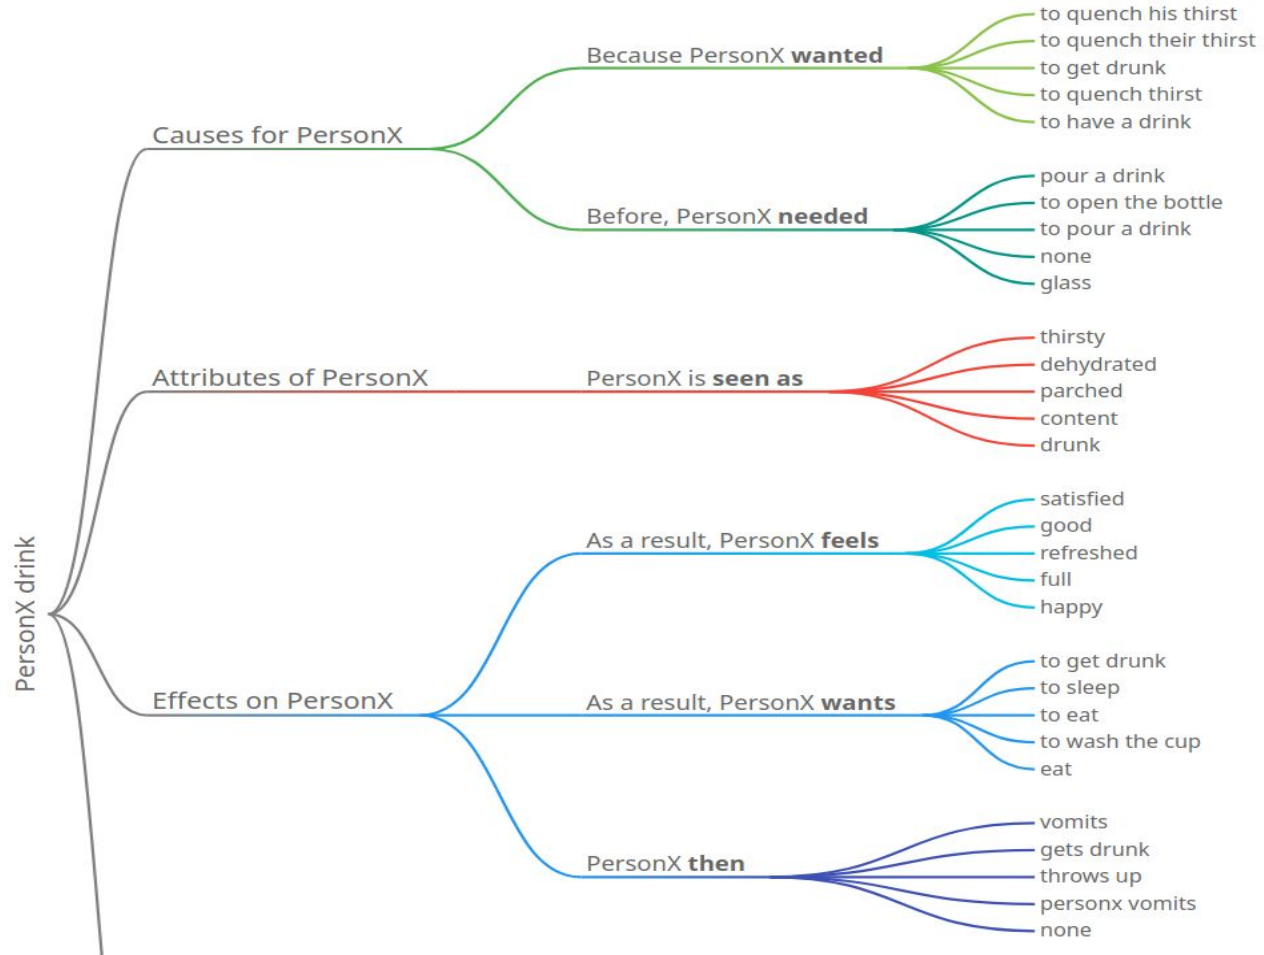 PersonX drink
Causes for PersonX
Because PersonX wanted
to quench his thirst
to quench their thirst
to get drunk
to quench thirst
to have a drink
Before, PersonX needed
pour a drink
to open the bottle
to pour a drink
none
glass
Attributes of PersonX
PersonX is seen as
thirsty
dehydrated
parched
content
drunk
Effects on PersonX
As a result, PersonX feels
satisfied
good
refreshed
full
happy
As a result, PersonX wants
to get drunk
to sleep
to eat
to wash the cup
eat
PersonX then
vomits
gets drunk
throws up
personx vomits
none